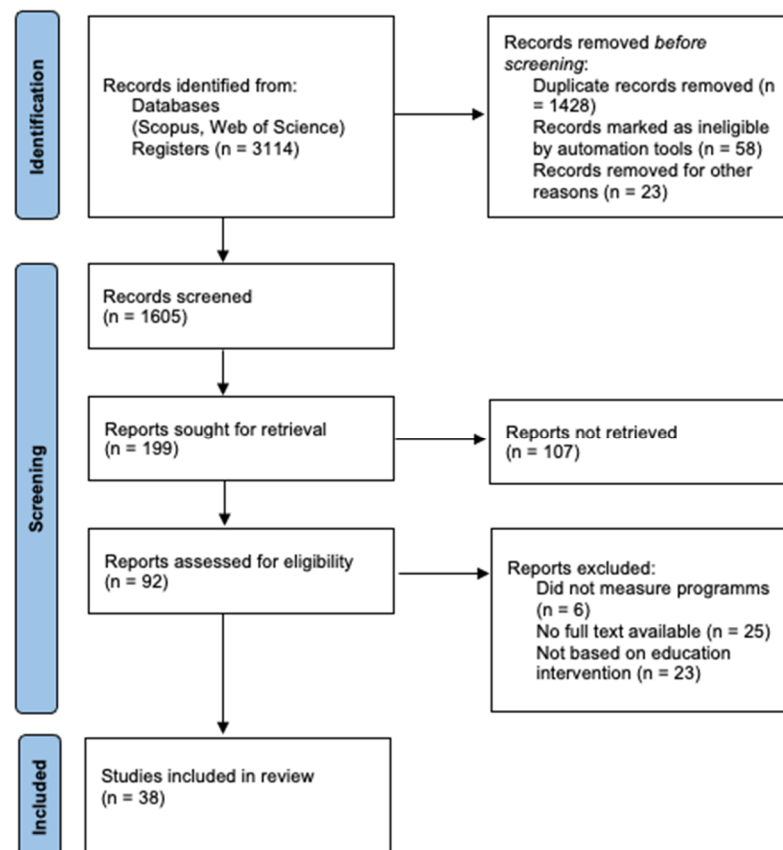 Identification
Records identified from:
Databases
(Scopus, Web of Science)
Registers (n = 3114)
Records removed before
screening:
Duplicate records removed (n
= 1428)
Records marked as ineligible
by automation tools (n = 58)
Records removed for other
reasons (n = 23)
Screening
Records screened
(n = 1605)
Reports sought for retrieval
(n = 199)
Reports not retrieved
(n = 107)
Reports assessed for eligibility
(n = 92)
Reports excluded:
Did not measure programms
(n = 6)
No full text available (n = 25)
Not based on education
intervention (n = 23)
Included
Studies included in review
(n = 38)